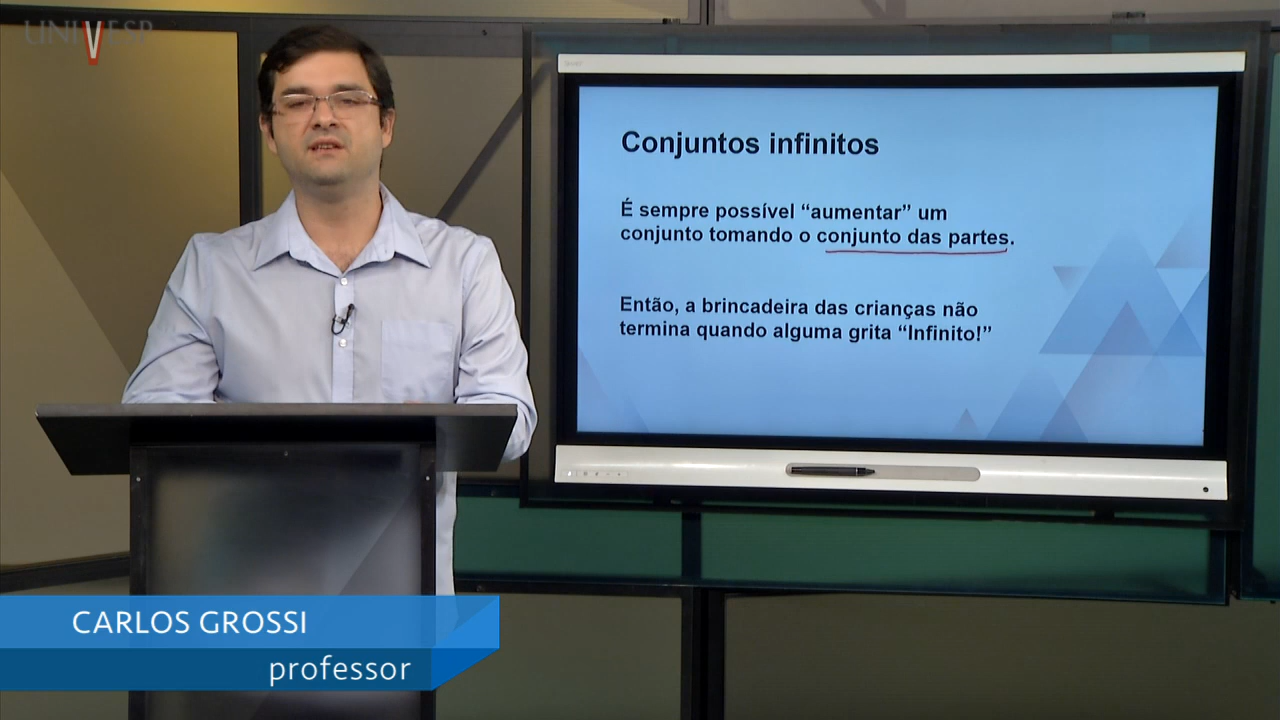 UNIVESP
Conjuntos infinitos
É sempre possível “aumentar” um
conjunto tomando o conjunto das partes.
Então, a brincadeira das crianças não
termina quando alguma grita “Infinito!”
CARLOS GROSSI
professor